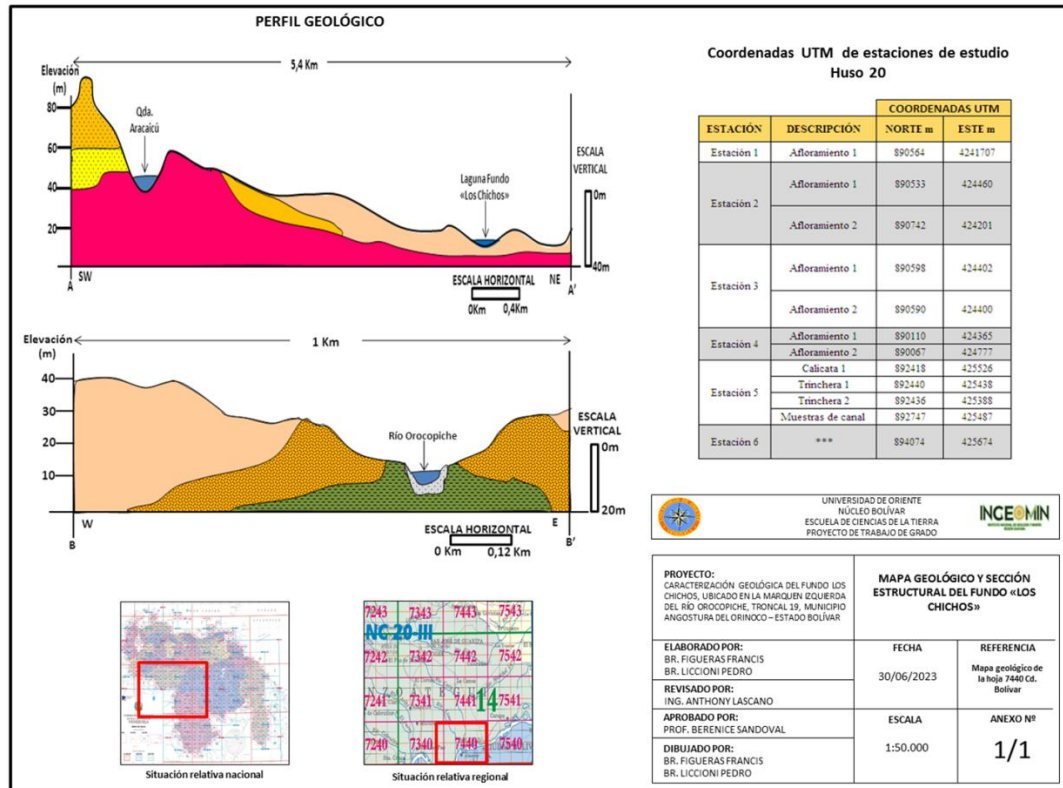 PERFIL GEOLÓGICO
5,4 Km
Elevación
(m)
80
60
40
20
Qda.
Aracaicú
Laguna Fundo
«Los Chichos»
ESCALA
VERTICAL
0m
40m
SW
NE
A
A'
ESCALA HORIZONTAL
0Km 0,4Km
1 Km
Elevación
(m)
40
30
20
10
Río Orocopiche
ESCALA
VERTICAL
0m
20m
W
E
B
B'
ESCALA HORIZONTAL
0 Km 0,12 Km
Situación relativa nacional
7243 7343 7443 7543
NC 20-III
7242 7342 7442 7542
7241 7341 7441 14 7541
7240 7340 7440 7540
Situación relativa regional
Coordenadas UTM de estaciones de estudio
Huso 20
COORDENADAS UTM
ESTACIÓN DESCRIPCIÓN NORTE m ESTE m
Estación 1 Afloramiento 1 890564 4241707
Estación 2 Afloramiento 1 890533 424460
Afloramiento 2 890742 424201
Estación 3 Afloramiento 1 890598 424402
Afloramiento 2 890590 424400
Estación 4 Afloramiento 1 890110 424365
Afloramiento 2 890067 424777
Estación 5 Calicata 1 892418 425526
Trinchera 1 892440 425438
Trinchera 2 892436 425388
Muestras de canal 892747 425487
Estación 6 *** 894074 425674
UNIVERSIDAD DE ORIENTE
NÚCLEO BOLÍVAR
ESCUELA DE CIENCIAS DE LA TIERRA
PROYECTO DE TRABAJO DE GRADO
INGEOMIN
PROYECTO:
CARACTERIZACIÓN GEOLÓGICA DEL FUNDO LOS
CHICHOS, UBICADO EN LA MARQUEN IZQUIERDA
DEL RÍO OROCOPICHE, TRONCAL 19, MUNICIPIO
ANGOSTURA DEL ORINOCO – ESTADO BOLÍVAR
MAPA GEOLÓGICO Y SECCIÓN
ESTRUCTURAL DEL FUNDO «LOS
CHICHOS»
ELABORADO POR:
BR. FIGUERAS FRANCIS
BR. LICCIONI PEDRO
FECHA
30/06/2023
REFERENCIA
Mapa geológico de
la hoja 7440 Cd.
Bolívar
REVISADO POR:
ING. ANTHONY LASCANO
APROBADO POR:
PROF. BERENICE SANDOVAL
ESCALA
1:50.000
ANEXO Nº
1/1
DIBUJADO POR:
BR. FIGUERAS FRANCIS
BR. LICCIONI PEDRO